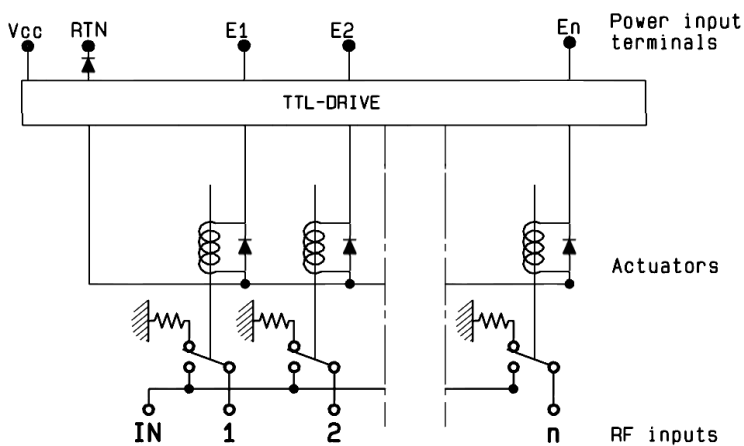 Vcc RTN E1 E2 En Power input
terminals
TTL-DRIVE
Actuators
IN 1 2 n RF inputs